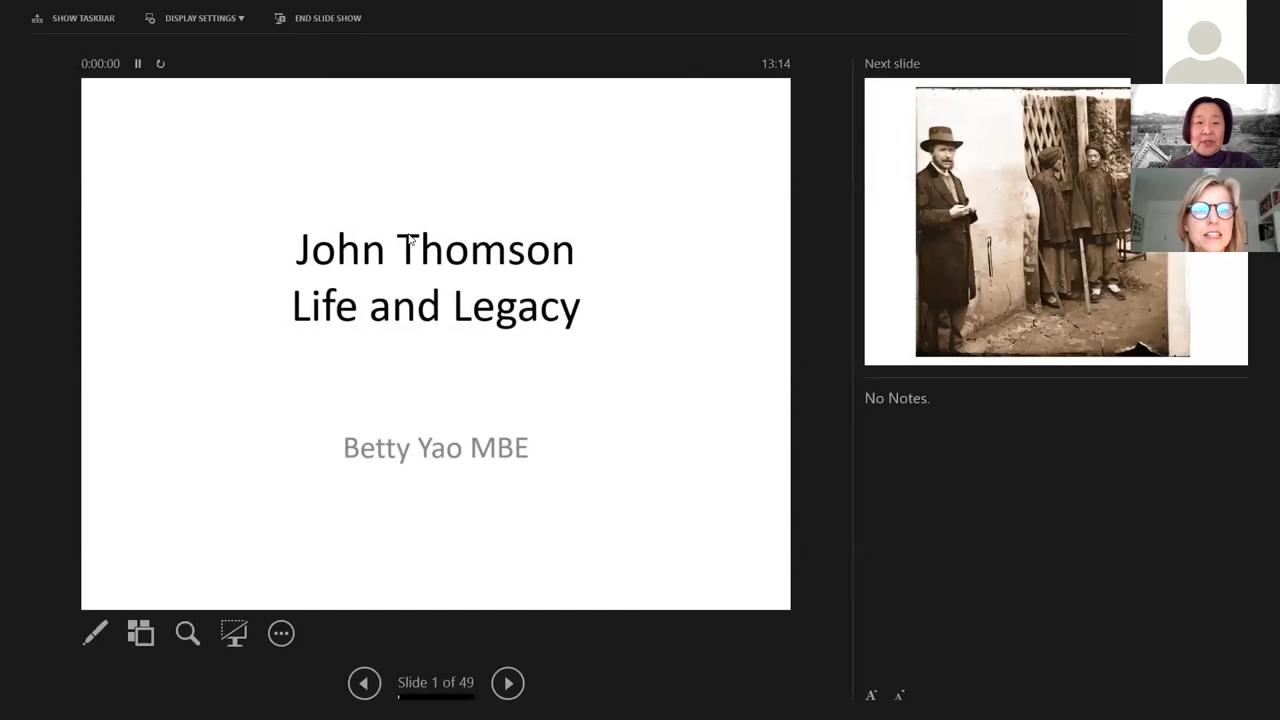 SHOW TASKBAR
DISPLAY SETTINGS ▼
END SLIDE SHOW
0:00:00
13:14
Next slide
John Thomson
Life and Legacy
Betty Yao MBE
No Notes.
Slide 1 of 49
A
A